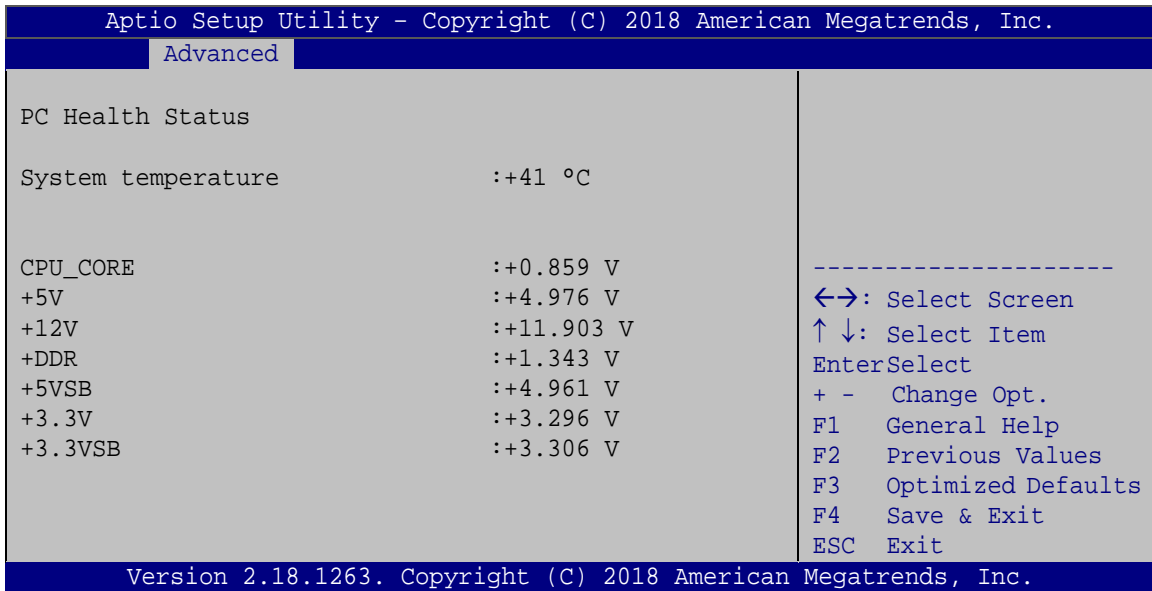 Aptio Setup Utility – Copyright (C) 2018 American Megatrends, Inc.
Advanced
PC Health Status
System temperature :+41 °C
CPU_CORE :+0.859 V
+5V :+4.976 V
+12V :+11.903 V
+DDR :+1.343 V
+5VSB :+4.961 V
+3.3V :+3.296 V
+3.3VSB :+3.306 V
---------------------
←→: Select Screen
↑ ↓: Select Item
EnterSelect
+ - Change Opt.
F1 General Help
F2 Previous Values
F3 Optimized Defaults
F4 Save & Exit
ESC Exit
Version 2.18.1263. Copyright (C) 2018 American Megatrends, Inc.